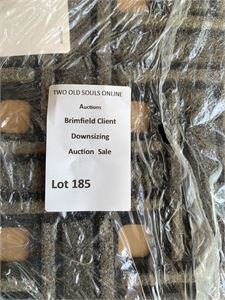 TWO OLD SOULS ONLINE
Auctions
Brimfield Client
Downsizing
Auction Sale
Lot 185